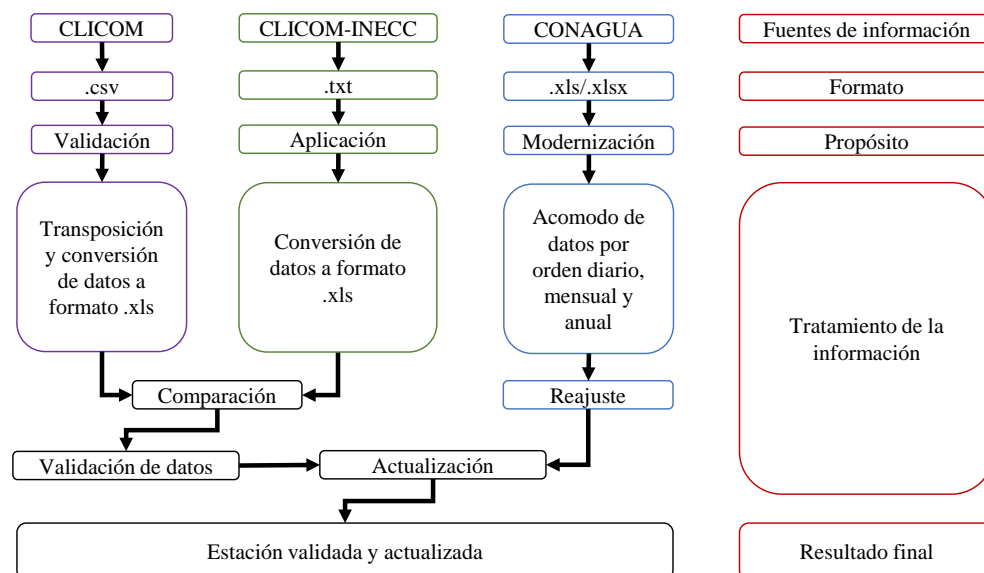 CLICOM
CLICOM-INECC
CONAGUA
Fuentes de información
.csv
.txt
.xls/.xlsx
Formato
Validación
Aplicación
Modernización
Propósito
Transposición
y conversión
de datos a
formato .xls
Conversión de
datos a formato
.xls
Acomodo de
datos por
orden diario,
mensual y
anual
Tratamiento de la
información
Comparación
Reajuste
Validación de datos
Actualización
Estación validada y actualizada
Resultado final